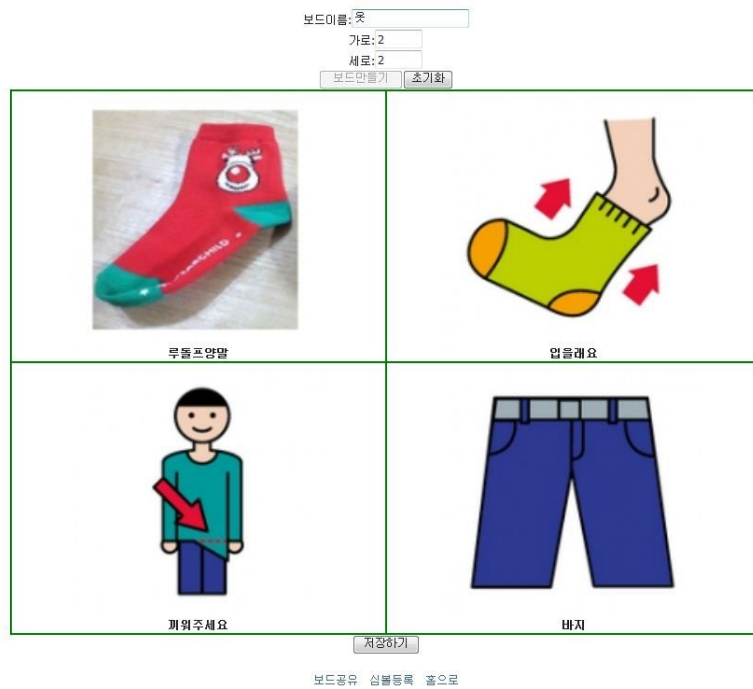 보드이름: 옷
가로: 2
세로: 2
보드만들기 초기화
루돌프양말 입을래요
끼워주세요 바지
저장하기
보드공유 심볼등록 홈으로